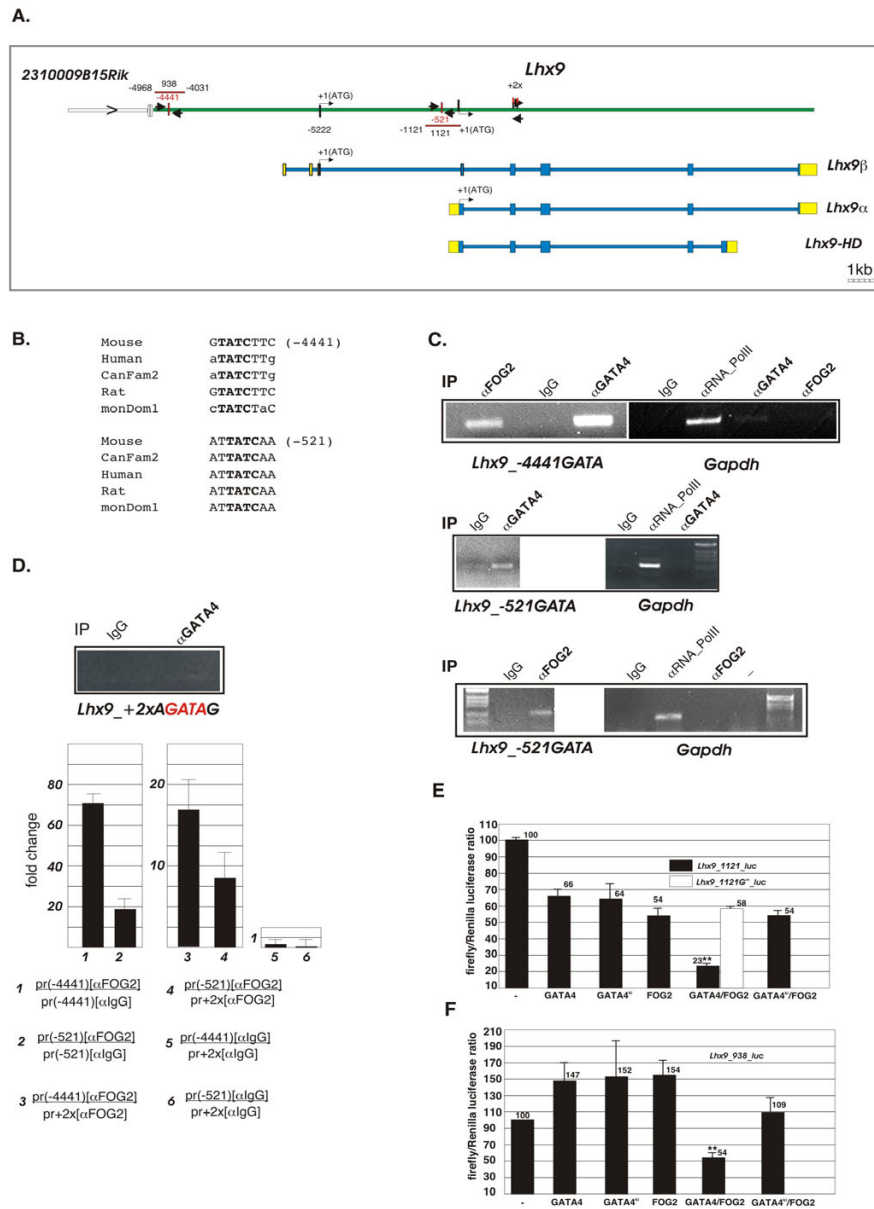 A.
2310009B15Rik
Lhx9
-4968 938 -4031
-4441
+1(ATG)
+2x
-5222
-521
-1121 1121 +1(ATG)
+1(ATG)
Lhx9β
+1(ATG)
Lhx9α
Lhx9-HD
1kb
B.
Mouse GTATCTTC (-4441)
Human aTATCTTg
CanFam2 aTATCTTg
Rat GTATCTTC
monDom1 cTATCTaC
Mouse ATTATCAA (-521)
CanFam2 ATTATCAA
Human ATTATCAA
Rat ATTATCAA
monDom1 ATTATCAA
C.
IP αFOG2 IgG αGATA4 IgG αRNA_PolII αGATA4 αFOG2
Lhx9_-4441GATA Gapdh
IP IgG αGATA4 IgG αRNA_PolII αGATA4
Lhx9_-521GATA Gapdh
IP IgG αFOG2 IgG αRNA_PolII αFOG2 _
Lhx9_-521GATA Gapdh
D.
IP IgG αGATA4
Lhx9_+2xAGATAG
fold change
80
60
40
20
20
10
1
1 2 3 4 5 6
1 pr(-4441)[αFOG2]
pr(-4441)[αIgG]
4 pr(-521)[αFOG2]
pr+2x[αFOG2]
2 pr(-521)[αFOG2]
pr(-521)[αIgG]
5 pr(-4441)[αIgG]
pr+2x[αIgG]
3 pr(-4441)[αFOG2]
pr+2x[αFOG2]
6 pr(-521)[αIgG]
pr+2x[αIgG]
E
firefly/Renilla luciferase ratio
110
100
90
80
70
60
50
40
30
20
10
100
66
64
54
23**
58
54
Lhx9_1121_luc
Lhx9_1121G™_luc
- GATA4 GATA4ᵏⁱ FOG2 GATA4/FOG2 GATA4ᵏⁱ/FOG2
F
firefly/Renilla luciferase ratio
210
190
170
150
130
110
90
70
50
30
10
Lhx9_938_luc
100
147
152
154
**54
109
- GATA4 GATA4ᵏⁱ FOG2 GATA4/FOG2 GATA4ᵏⁱ/FOG2